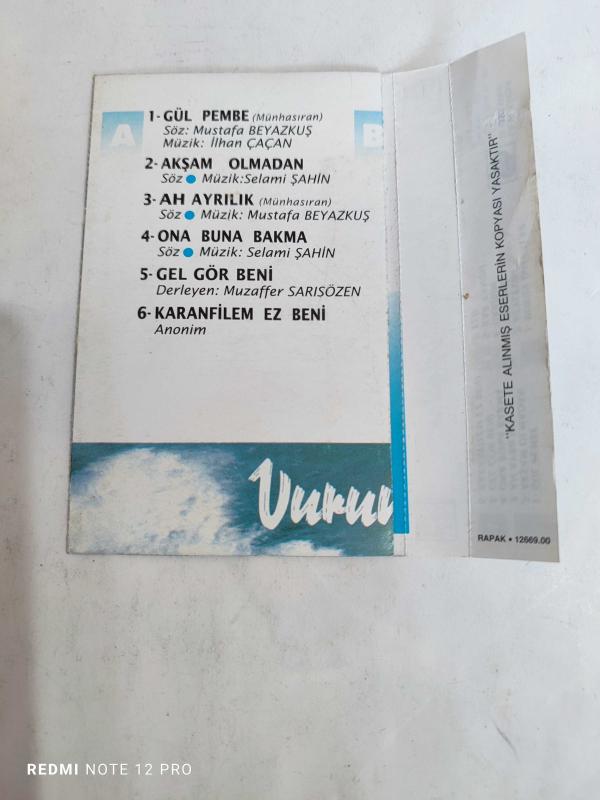 A
1- GÜL PEMBE (Münhasıran)
Söz: Mustafa BEYAZKUŞ
Müzik: İlhan ÇAÇAN
2- AKŞAM OLMADAN
Söz ● Müzik:Selami ŞAHİN
3- AH AYRILIK (Münhasıran)
Söz ● Müzik: Mustafa BEYAZKUŞ
4- ONA BUNA BAKMA
Söz ● Müzik: Selami ŞAHİN
5- GEL GÖR BENİ
Derleyen: Muzaffer SARISÖZEN
6- KARANFİLEM EZ BENİ
Anonim
B
Vurur
"KASETE ALINMIŞ ESERLERİN KOPYASI YASAKTIR"
RAPAK • 12669.00
REDMI NOTE 12 PRO